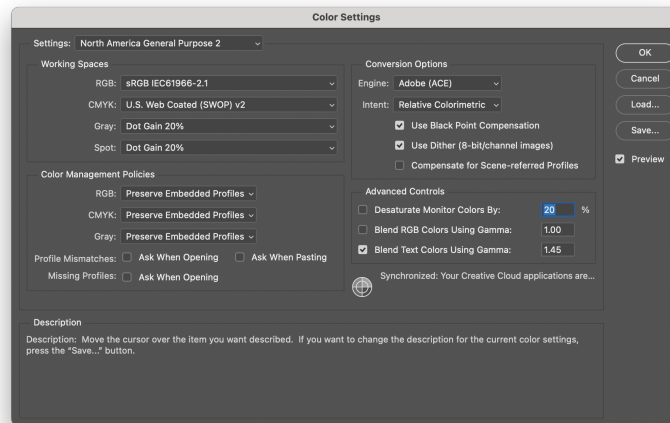 Color Settings
Settings: North America General Purpose 2
Working Spaces
RGB: sRGB IEC61966-2.1
CMYK: U.S. Web Coated (SWOP) v2
Gray: Dot Gain 20%
Spot: Dot Gain 20%
Color Management Policies
RGB: Preserve Embedded Profiles
CMYK: Preserve Embedded Profiles
Gray: Preserve Embedded Profiles
Profile Mismatches: Ask When Opening Ask When Pasting
Missing Profiles: Ask When Opening
Conversion Options
Engine: Adobe (ACE)
Intent: Relative Colorimetric
Use Black Point Compensation
Use Dither (8-bit/channel images)
Compensate for Scene-referred Profiles
Advanced Controls
Desaturate Monitor Colors By: 20 %
Blend RGB Colors Using Gamma: 1.00
Blend Text Colors Using Gamma: 1.45
Synchronized: Your Creative Cloud applications are...
OK
Cancel
Load...
Save...
Preview
Description
Description: Move the cursor over the item you want described. If you want to change the description for the current color settings,
press the "Save..." button.